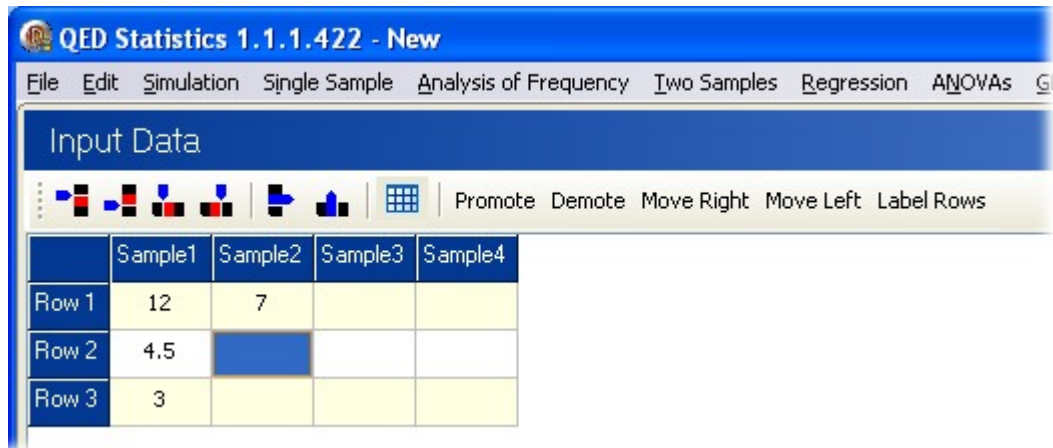 QED Statistics 1.1.1.422 - New
File Edit Simulation Single Sample Analysis of Frequency Two Samples Regression ANOVAs
Input Data
Promote Demote Move Right Move Left Label Rows
Sample1 Sample2 Sample3 Sample4
Row 1 12 7
Row 2 4.5
Row 3 3